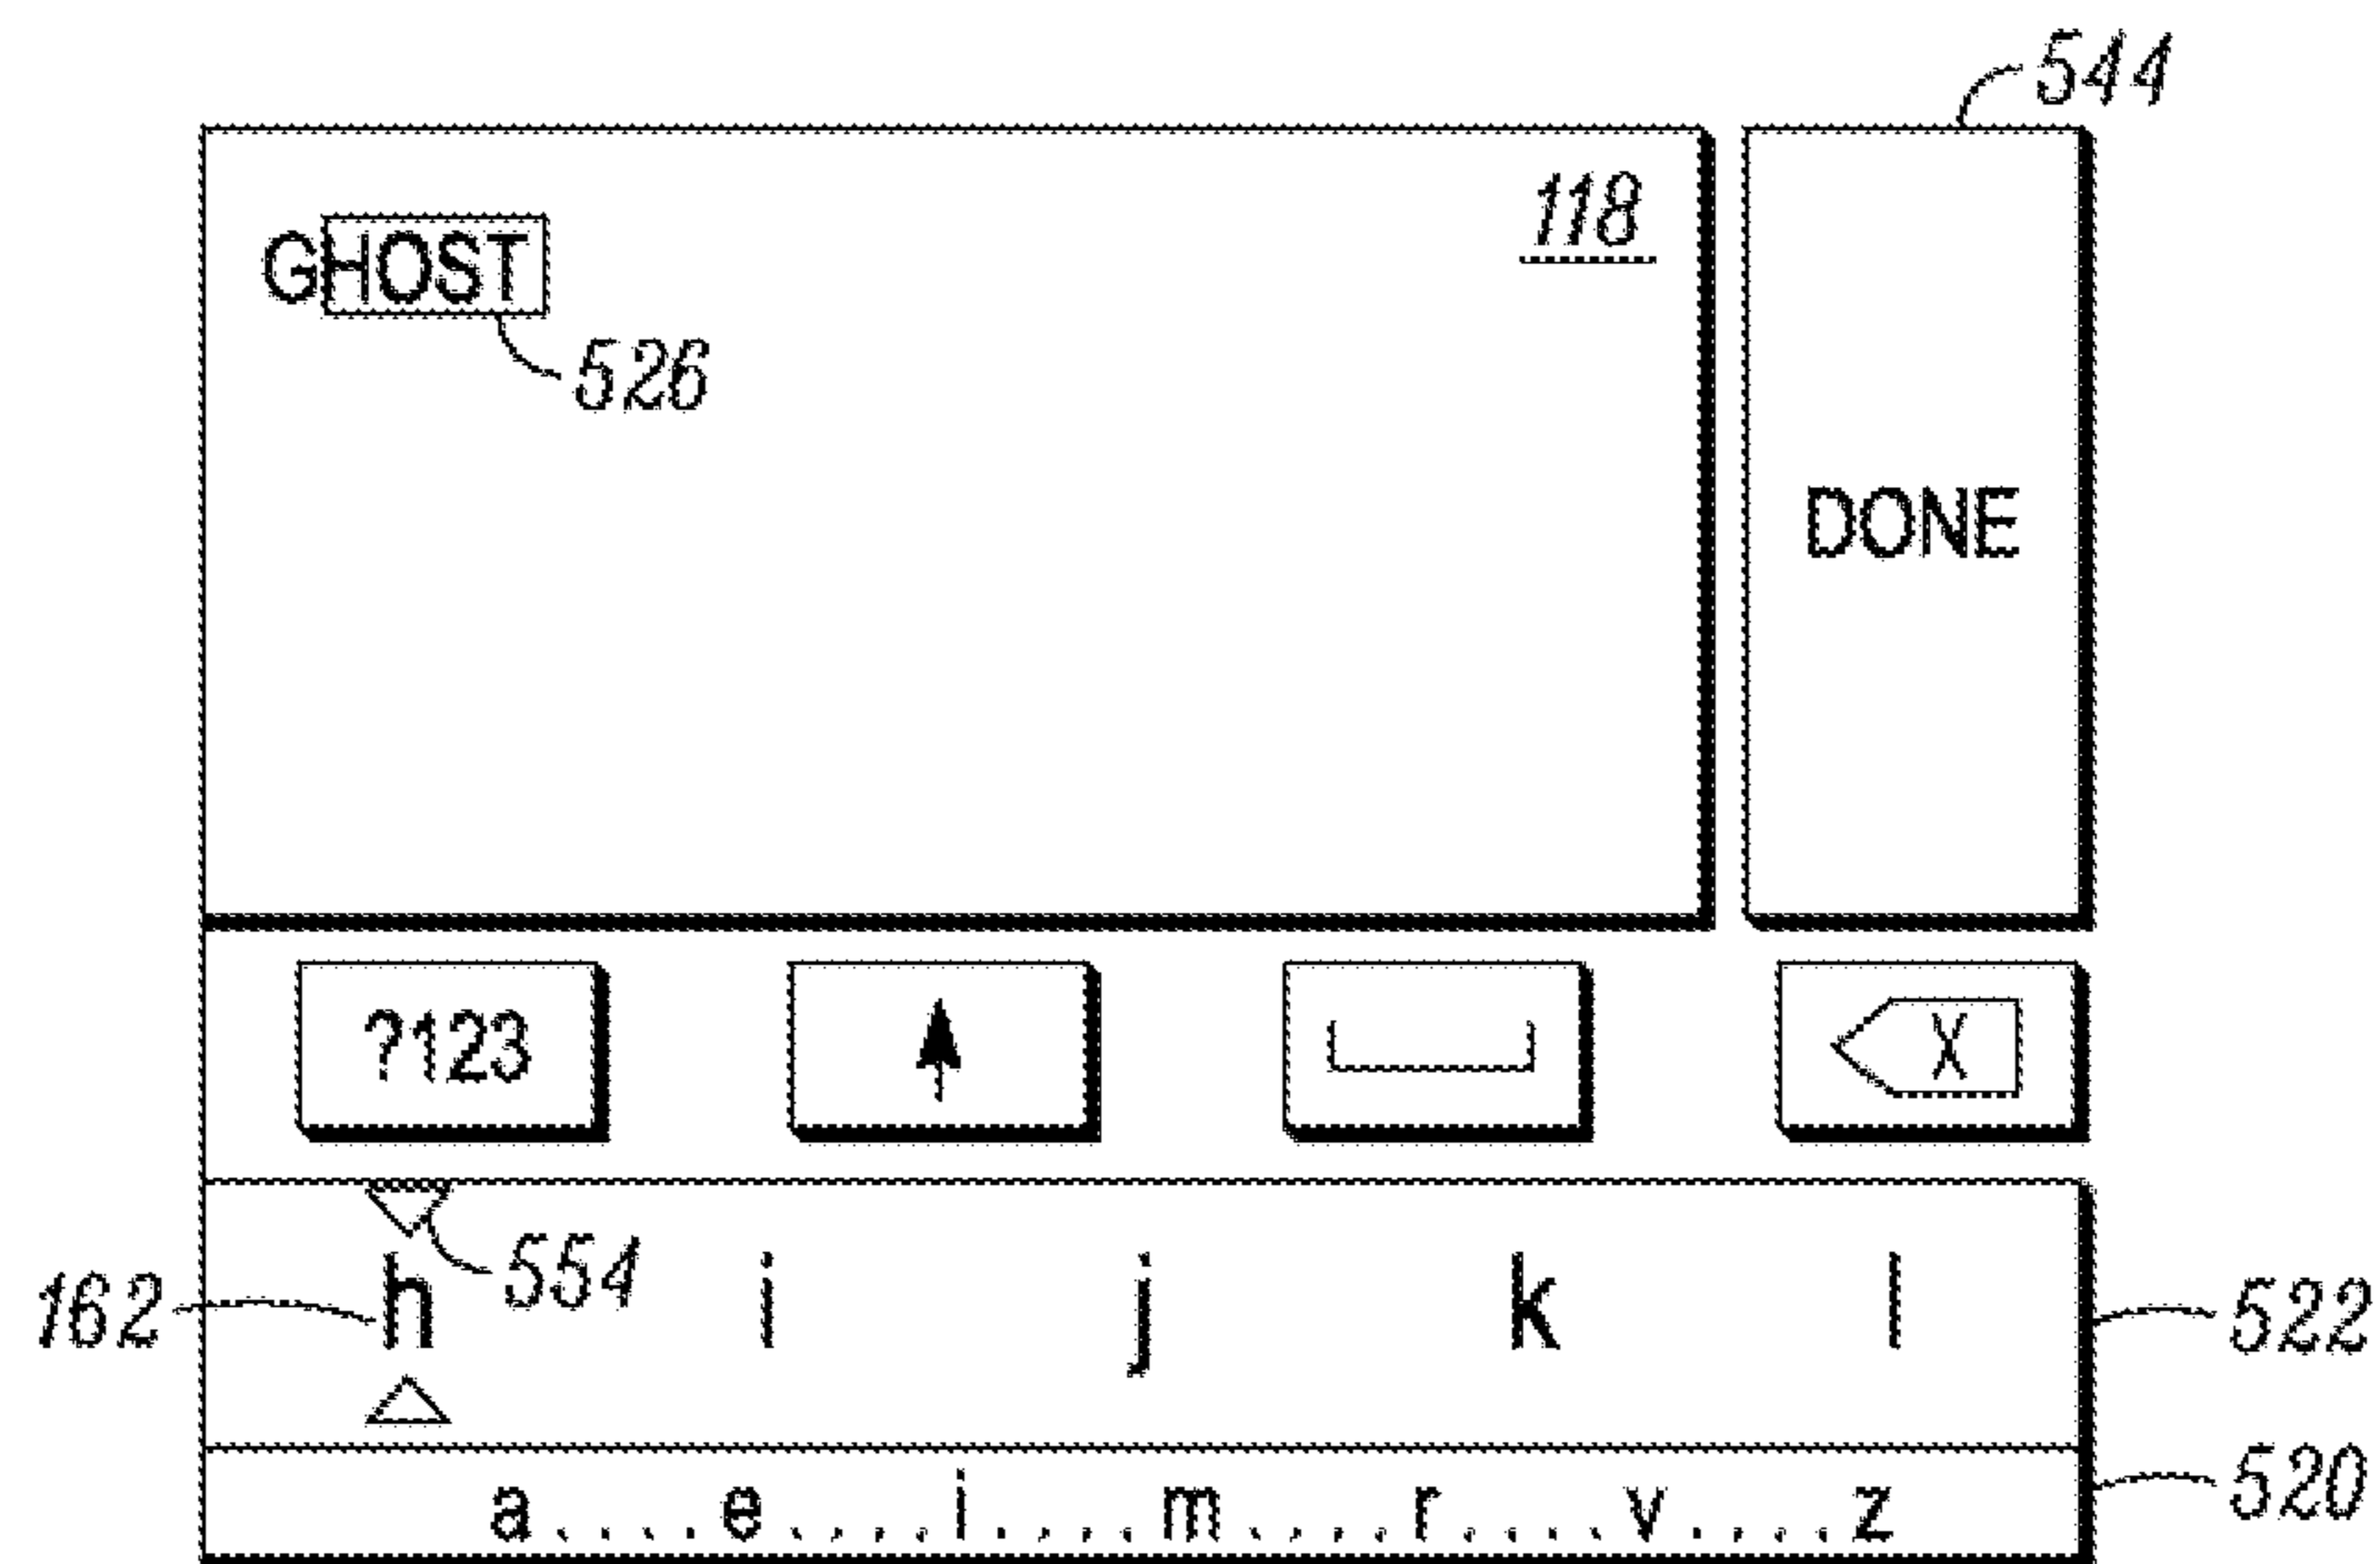 544
118
GHOST
526
DONE
?123
X
554
162 h i j k l 522
a....e....i....m....r....v....z 520